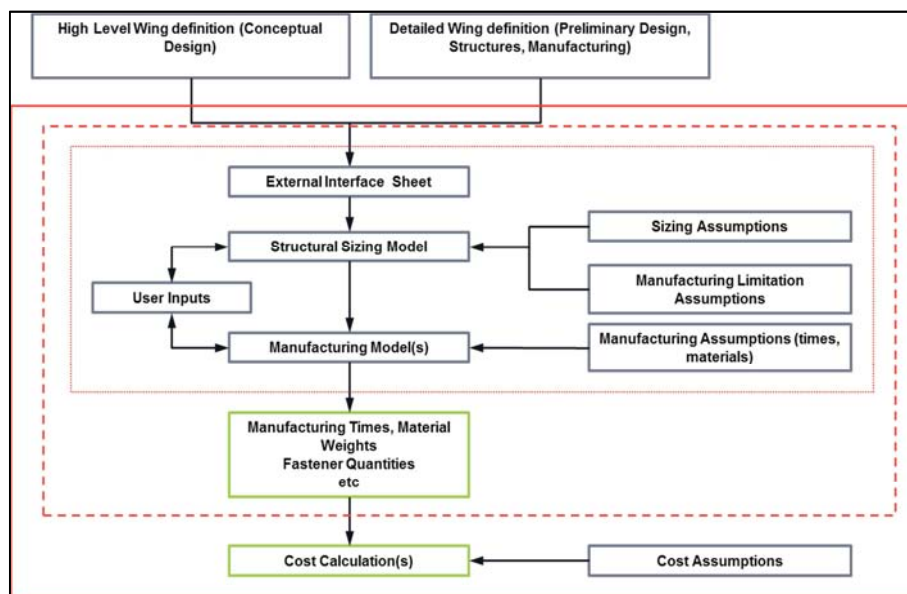 High Level Wing definition (Conceptual
Design)
Detailed Wing definition (Preliminary Design,
Structures, Manufacturing)
External Interface Sheet
Structural Sizing Model
Sizing Assumptions
Manufacturing Limitation
Assumptions
User Inputs
Manufacturing Model(s)
Manufacturing Assumptions (times,
materials)
Manufacturing Times, Material
Weights
Fastener Quantities
etc
Cost Calculation(s)
Cost Assumptions